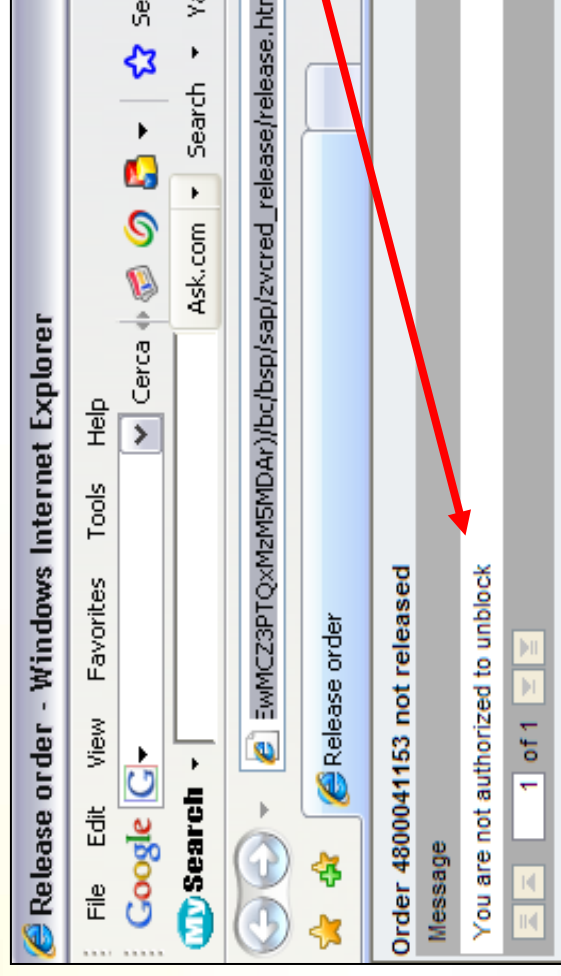 Release order - Windows Internet Explorer
File Edit View Favorites Tools Help
Google G Cerca
MySearch Ask.com Search
EwMCZ3PTQxMzM5MDAr)/bc/bsp/sap/zvcred_release/release.htm
Release order
Order 4800041153 not released
Message
You are not authorized to unblock
1 of 1